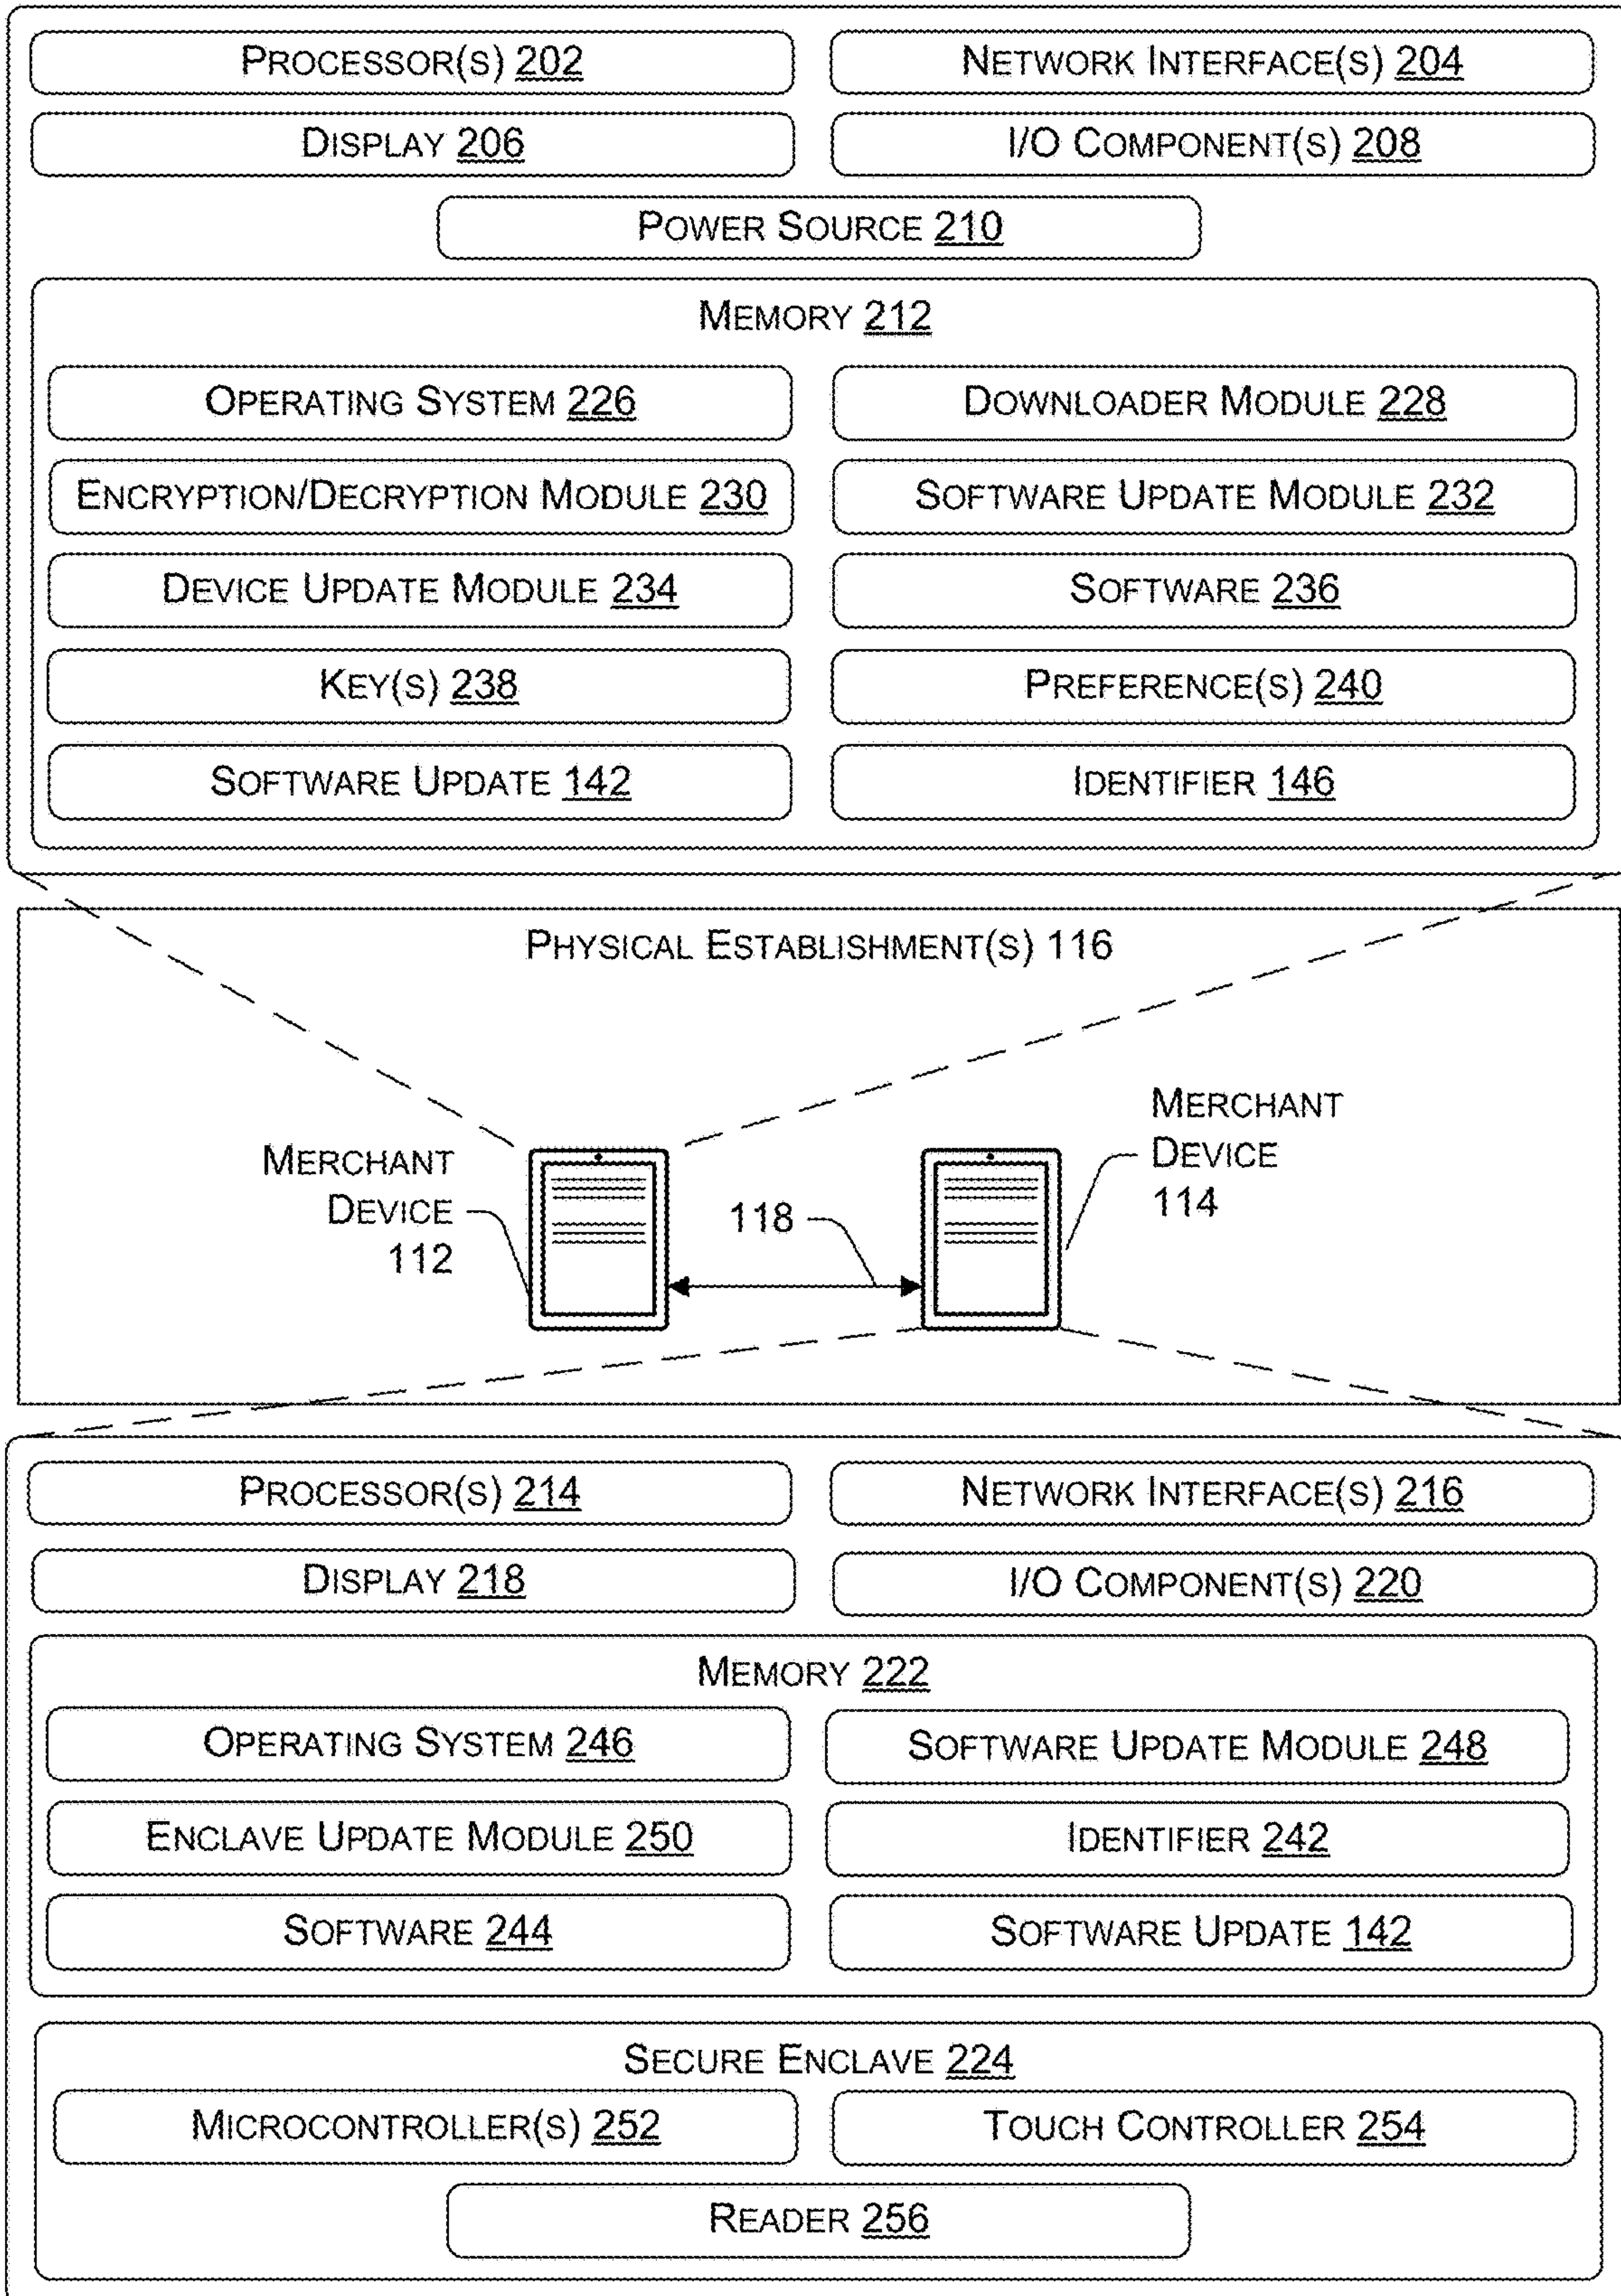 PROCESSOR(S) 202
NETWORK INTERFACE(S) 204
DISPLAY 206
I/O COMPONENT(S) 208
POWER SOURCE 210
MEMORY 212
OPERATING SYSTEM 226
DOWNLOADER MODULE 228
ENCRYPTION/DECRYPTION MODULE 230
SOFTWARE UPDATE MODULE 232
DEVICE UPDATE MODULE 234
SOFTWARE 236
KEY(S) 238
PREFERENCE(S) 240
SOFTWARE UPDATE 142
IDENTIFIER 146
PHYSICAL ESTABLISHMENT(S) 116
MERCHANT
DEVICE
112
118
MERCHANT
DEVICE
114
PROCESSOR(S) 214
NETWORK INTERFACE(S) 216
DISPLAY 218
I/O COMPONENT(S) 220
MEMORY 222
OPERATING SYSTEM 246
SOFTWARE UPDATE MODULE 248
ENCLAVE UPDATE MODULE 250
IDENTIFIER 242
SOFTWARE 244
SOFTWARE UPDATE 142
SECURE ENCLAVE 224
MICROCONTROLLER(S) 252
TOUCH CONTROLLER 254
READER 256